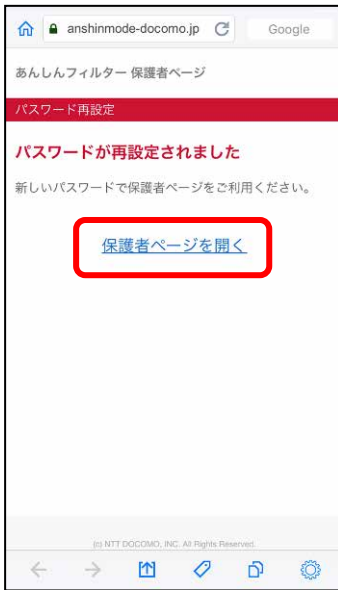 anshinmode-docomo.jp
Google
あんしんフィルター 保護者ページ
パスワード再設定
パスワードが再設定されました
新しいパスワードで保護者ページをご利用ください。
保護者ページを開く
(c) NTT DOCOMO, INC. All Rights Reserved.